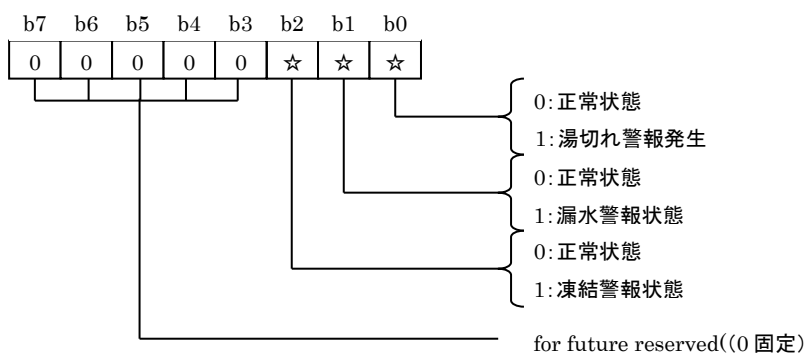 b7 b6 b5 b4 b3 b2 b1 b0
0 0 0 0 0 ☆ ☆ ☆
0:正常状態
1:湯切れ警報発生
0:正常状態
1:漏水警報状態
0:正常状態
1:凍結警報状態
for future reserved((0 固定)